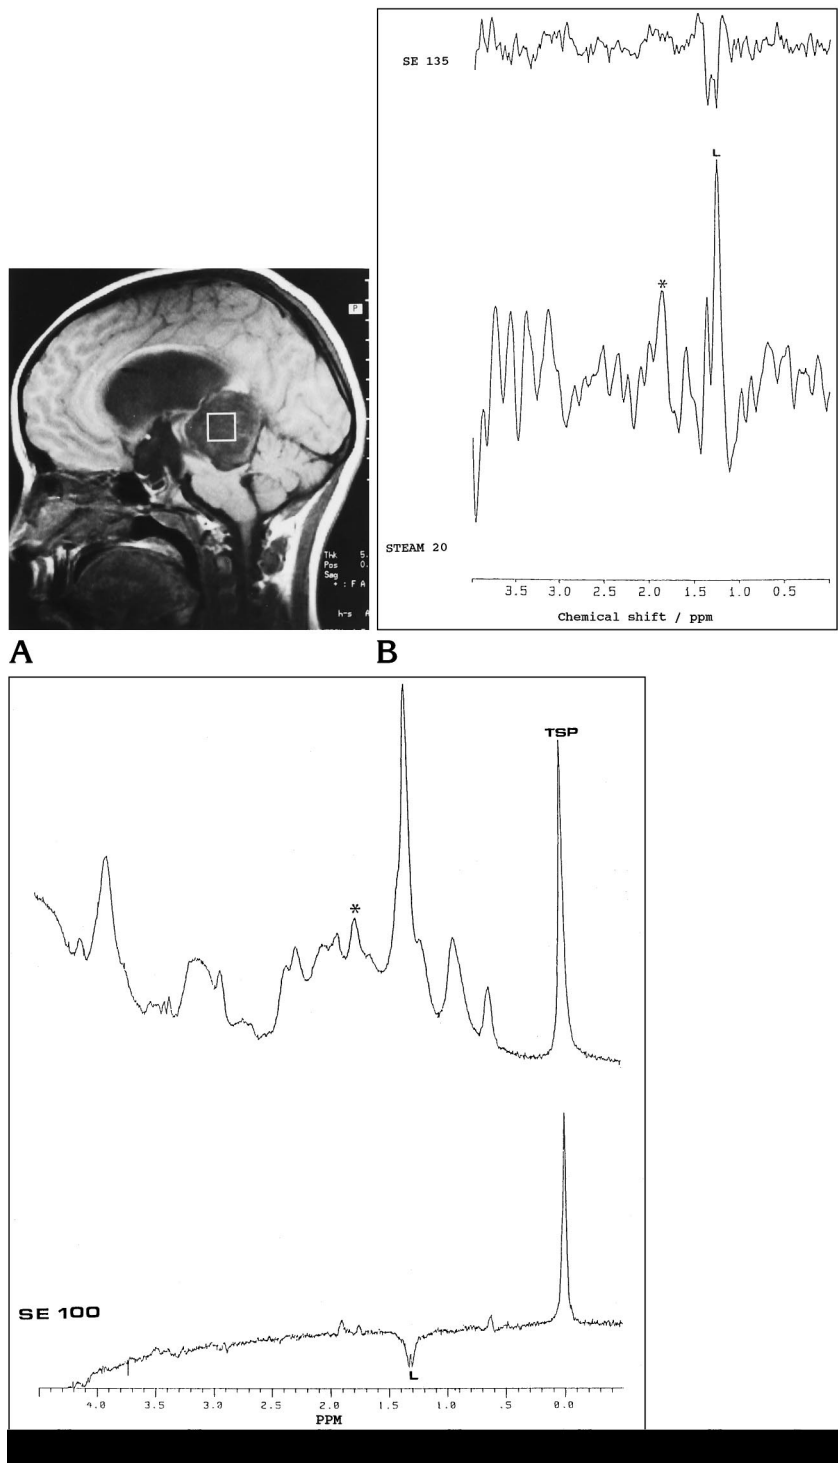 SE 135
L
*
P
Thk 5.
Pos 0.
Sag
+ : F A
h-s A
STEAM 20
3.5 3.0 2.5 2.0 1.5 1.0 0.5
Chemical shift / ppm
A
B
TSP
*
SE 100
L
4.0 3.5 3.0 2.5 2.0 1.5 1.0 .5 0.0
PPM